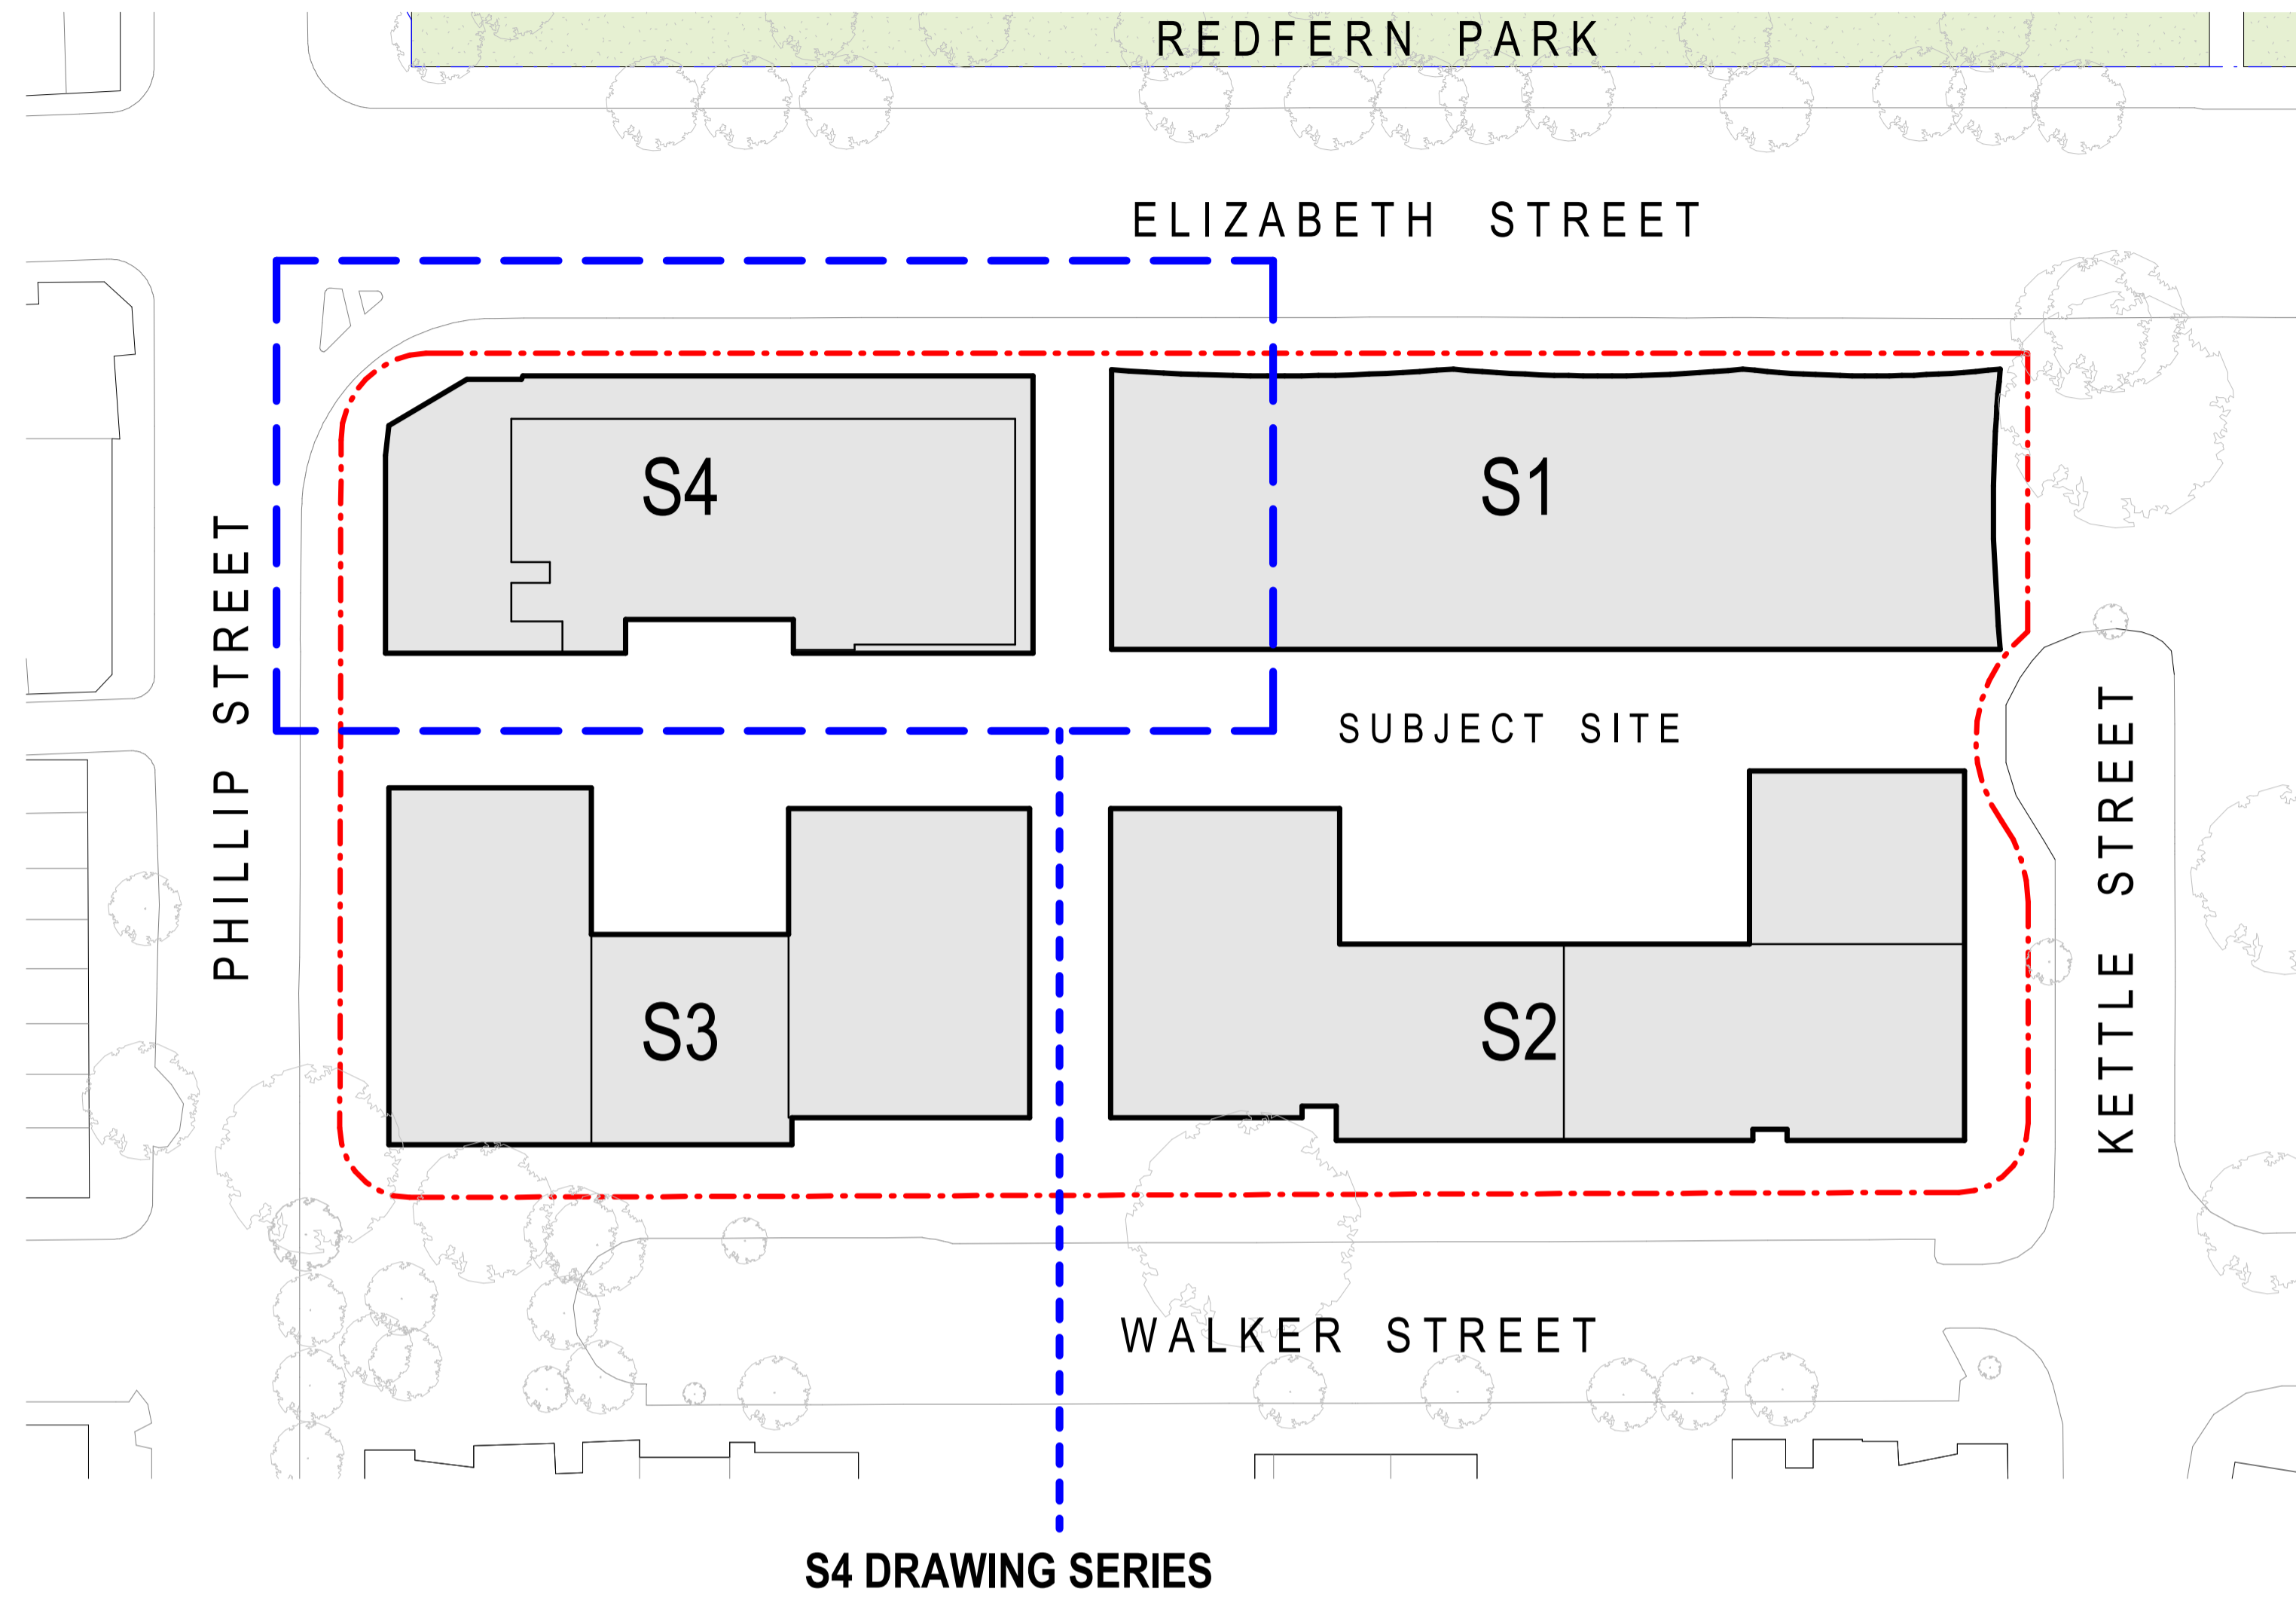 REDFERN PARK
ELIZABETH STREET
S4
S1
PHILLIP STREET
SUBJECT SITE
KETTLE STREET
S3
S2
WALKER STREET
S4 DRAWING SERIES